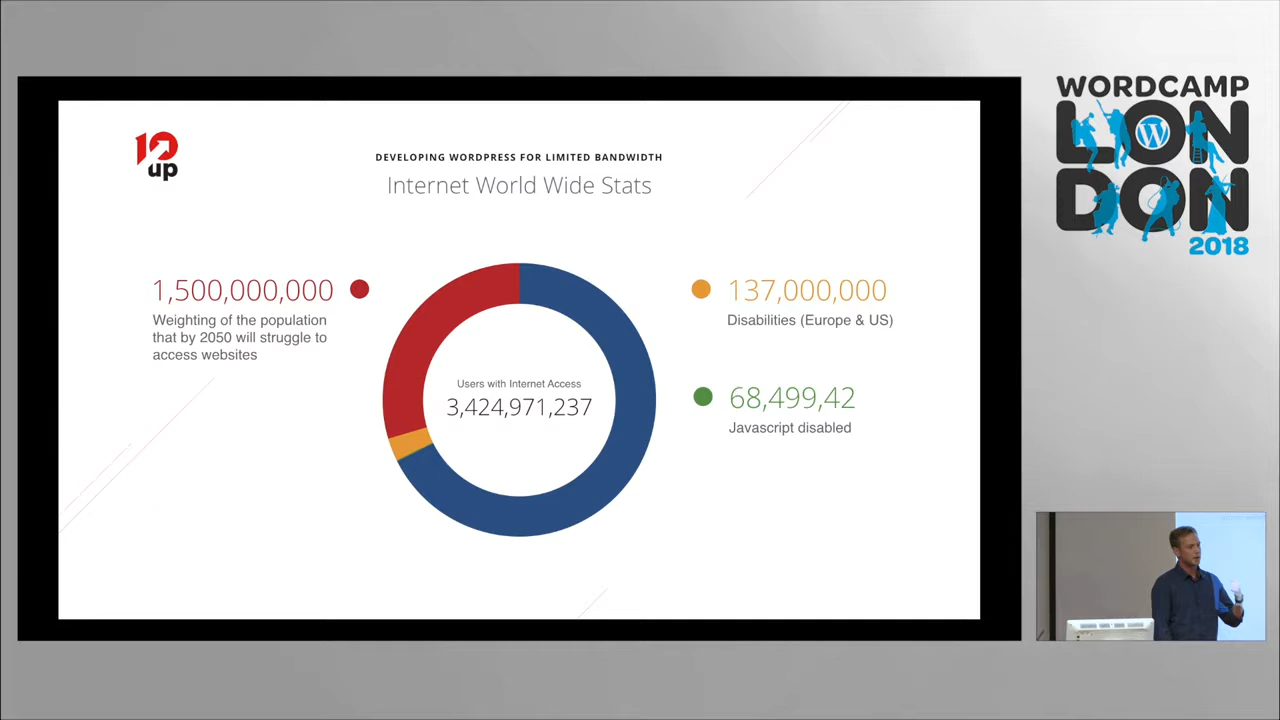 10
up
DEVELOPING WORDPRESS FOR LIMITED BANDWIDTH
Internet World Wide Stats
1,500,000,000
Weighting of the population
that by 2050 will struggle to
access websites
Users with Internet Access
3,424,971,237
137,000,000
Disabilities (Europe & US)
68,499,42
Javascript disabled
WORDCAMP
LON
DON
2018